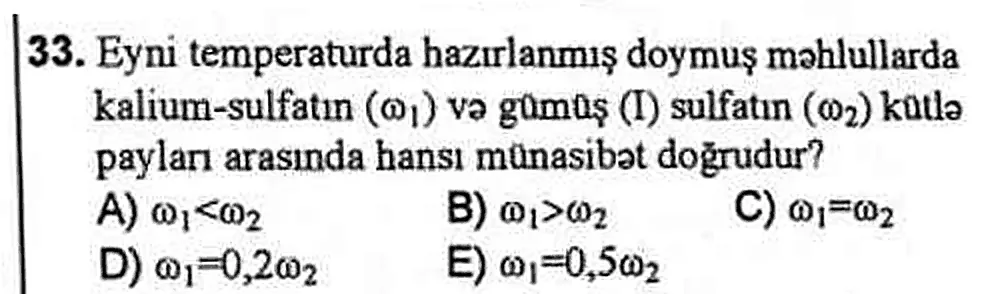 33. Eyni temperaturda hazırlanmış doymuş məhlullarda
kalium-sulfatın (ω₁) və gümüş (I) sulfatın (ω₂) kütlə
payları arasında hansı münasibət doğrudur?
A) ω₁<ω₂ B) ω₁>ω₂ C) ω₁=ω₂
D) ω₁=0,2ω₂ E) ω₁=0,5ω₂